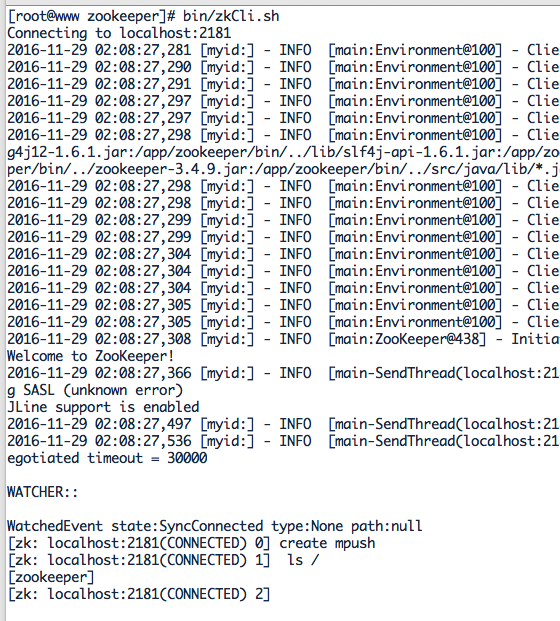 [root@www zookeeper]# bin/zkCli.sh
Connecting to localhost:2181
2016-11-29 02:08:27,281 [myid:] - INFO  [main:Environment@100] - Clie
2016-11-29 02:08:27,290 [myid:] - INFO  [main:Environment@100] - Clie
2016-11-29 02:08:27,291 [myid:] - INFO  [main:Environment@100] - Clie
2016-11-29 02:08:27,297 [myid:] - INFO  [main:Environment@100] - Clie
2016-11-29 02:08:27,297 [myid:] - INFO  [main:Environment@100] - Clie
2016-11-29 02:08:27,298 [myid:] - INFO  [main:Environment@100] - Clie
g4j12-1.6.1.jar:/app/zookeeper/bin/../lib/slf4j-api-1.6.1.jar:/app/zo
per/bin/../zookeeper-3.4.9.jar:/app/zookeeper/bin/../src/java/lib/*.j
2016-11-29 02:08:27,298 [myid:] - INFO  [main:Environment@100] - Clie
2016-11-29 02:08:27,298 [myid:] - INFO  [main:Environment@100] - Clie
2016-11-29 02:08:27,299 [myid:] - INFO  [main:Environment@100] - Clie
2016-11-29 02:08:27,299 [myid:] - INFO  [main:Environment@100] - Clie
2016-11-29 02:08:27,304 [myid:] - INFO  [main:Environment@100] - Clie
2016-11-29 02:08:27,304 [myid:] - INFO  [main:Environment@100] - Clie
2016-11-29 02:08:27,304 [myid:] - INFO  [main:Environment@100] - Clie
2016-11-29 02:08:27,305 [myid:] - INFO  [main:Environment@100] - Clie
2016-11-29 02:08:27,305 [myid:] - INFO  [main:Environment@100] - Clie
2016-11-29 02:08:27,308 [myid:] - INFO  [main:ZooKeeper@438] - Initia
Welcome to ZooKeeper!
2016-11-29 02:08:27,366 [myid:] - INFO  [main-SendThread(localhost:21
g SASL (unknown error)
JLine support is enabled
2016-11-29 02:08:27,497 [myid:] - INFO  [main-SendThread(localhost:21
2016-11-29 02:08:27,536 [myid:] - INFO  [main-SendThread(localhost:21
egotiated timeout = 30000
WATCHER::
WatchedEvent state:SyncConnected type:None path:null
[zk: localhost:2181(CONNECTED) 0] create mpush
[zk: localhost:2181(CONNECTED) 1]  ls /
[zookeeper]
[zk: localhost:2181(CONNECTED) 2]